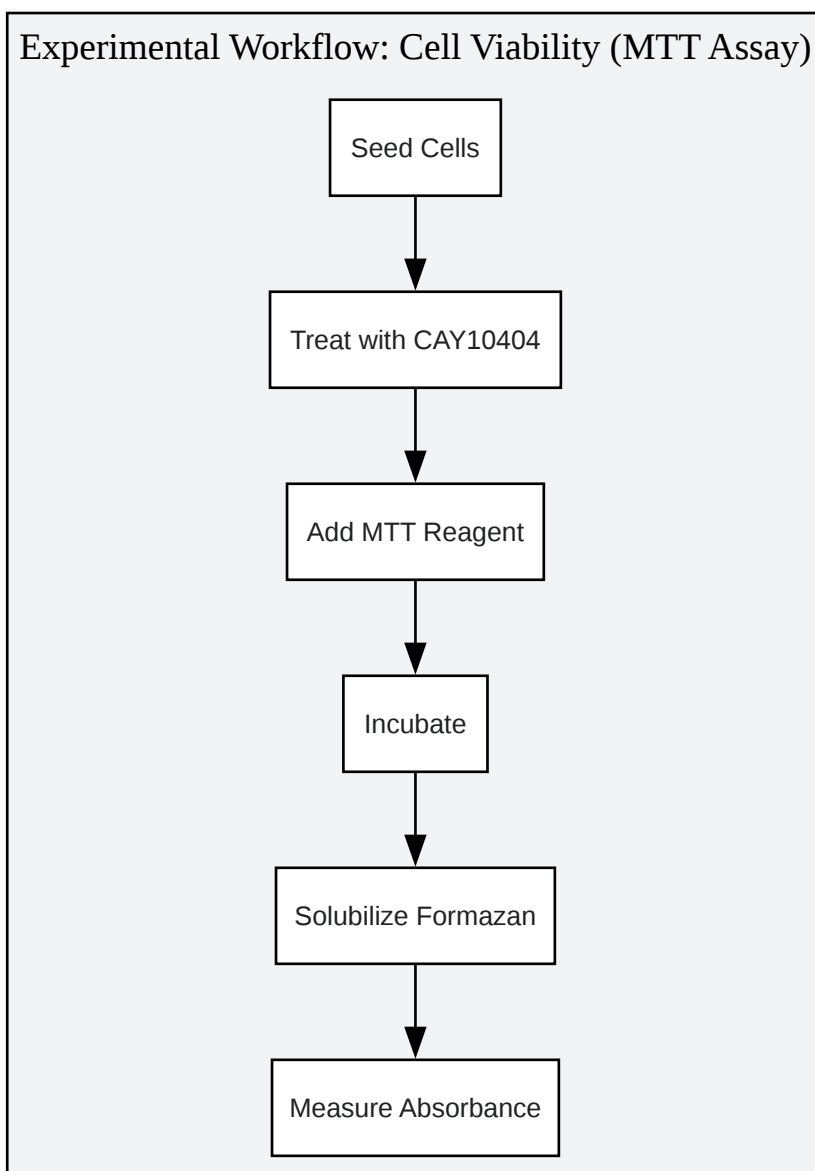 Experimental Workflow: Cell Viability (MTT Assay)
Seed Cells
Treat with CAY10404
Add MTT Reagent
Incubate
Solubilize Formazan
Measure Absorbance